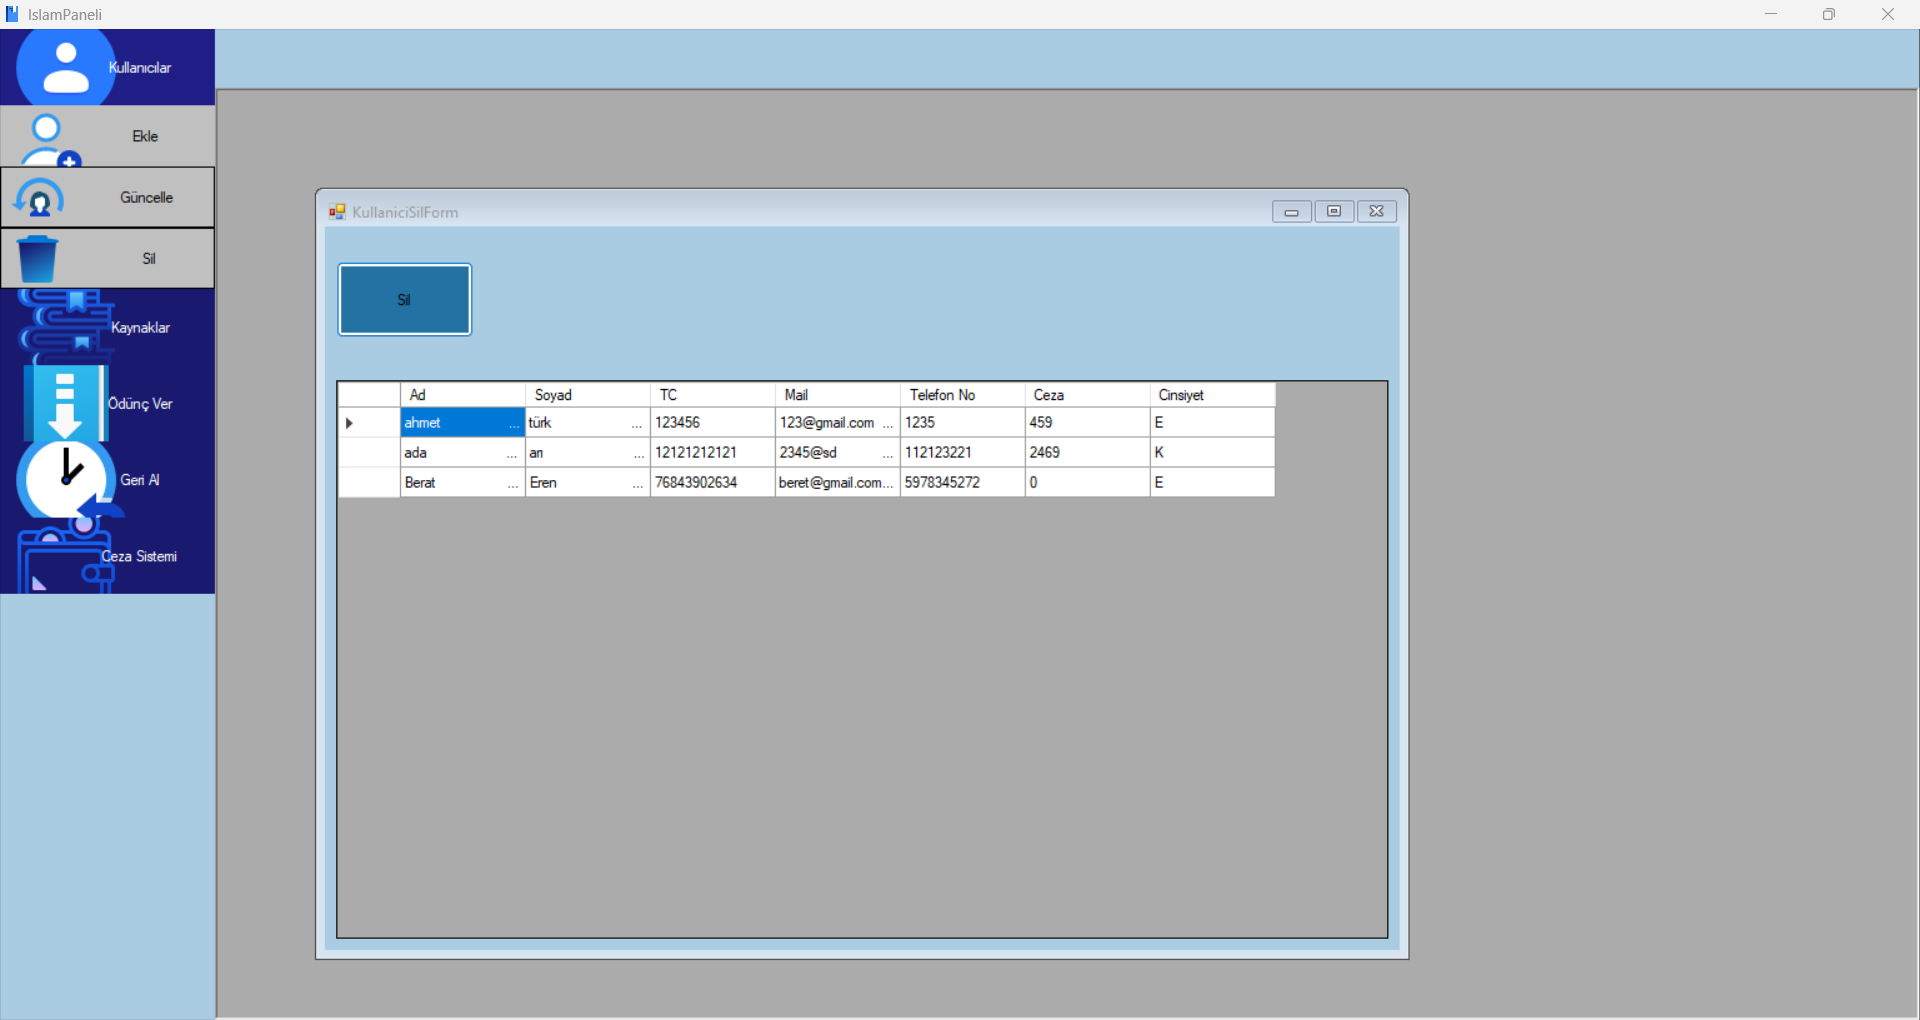 IslamPaneli
Kullanıcılar
Ekle
Güncelle
Sil
Kaynaklar
Ödünç Ver
Geri Al
Ceza Sistemi
KullaniciSilForm
Sil
Ad Soyad TC Mail Telefon No Ceza Cinsiyet
ahmet ... türk ... 123456 123@gmail.com ... 1235 459 E
ada ... arı ... 12121212121 2345@sd ... 112123221 2469 K
Berat ... Eren ... 76843902634 beret@gmail.com... 5978345272 0 E